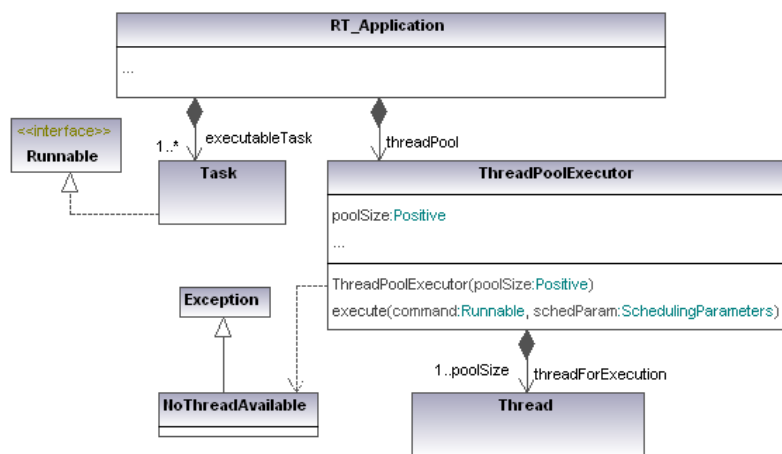 RT_Application
...
<<interface>>
Runnable
1..*
executableTask
threadPool
Task
ThreadPoolExecutor
poolSize:Positive
...
ThreadPoolExecutor(poolSize:Positive)
execute(command:Runnable, schedParam:SchedulingParameters)
Exception
1..poolSize
threadForExecution
NoThreadAvailable
Thread